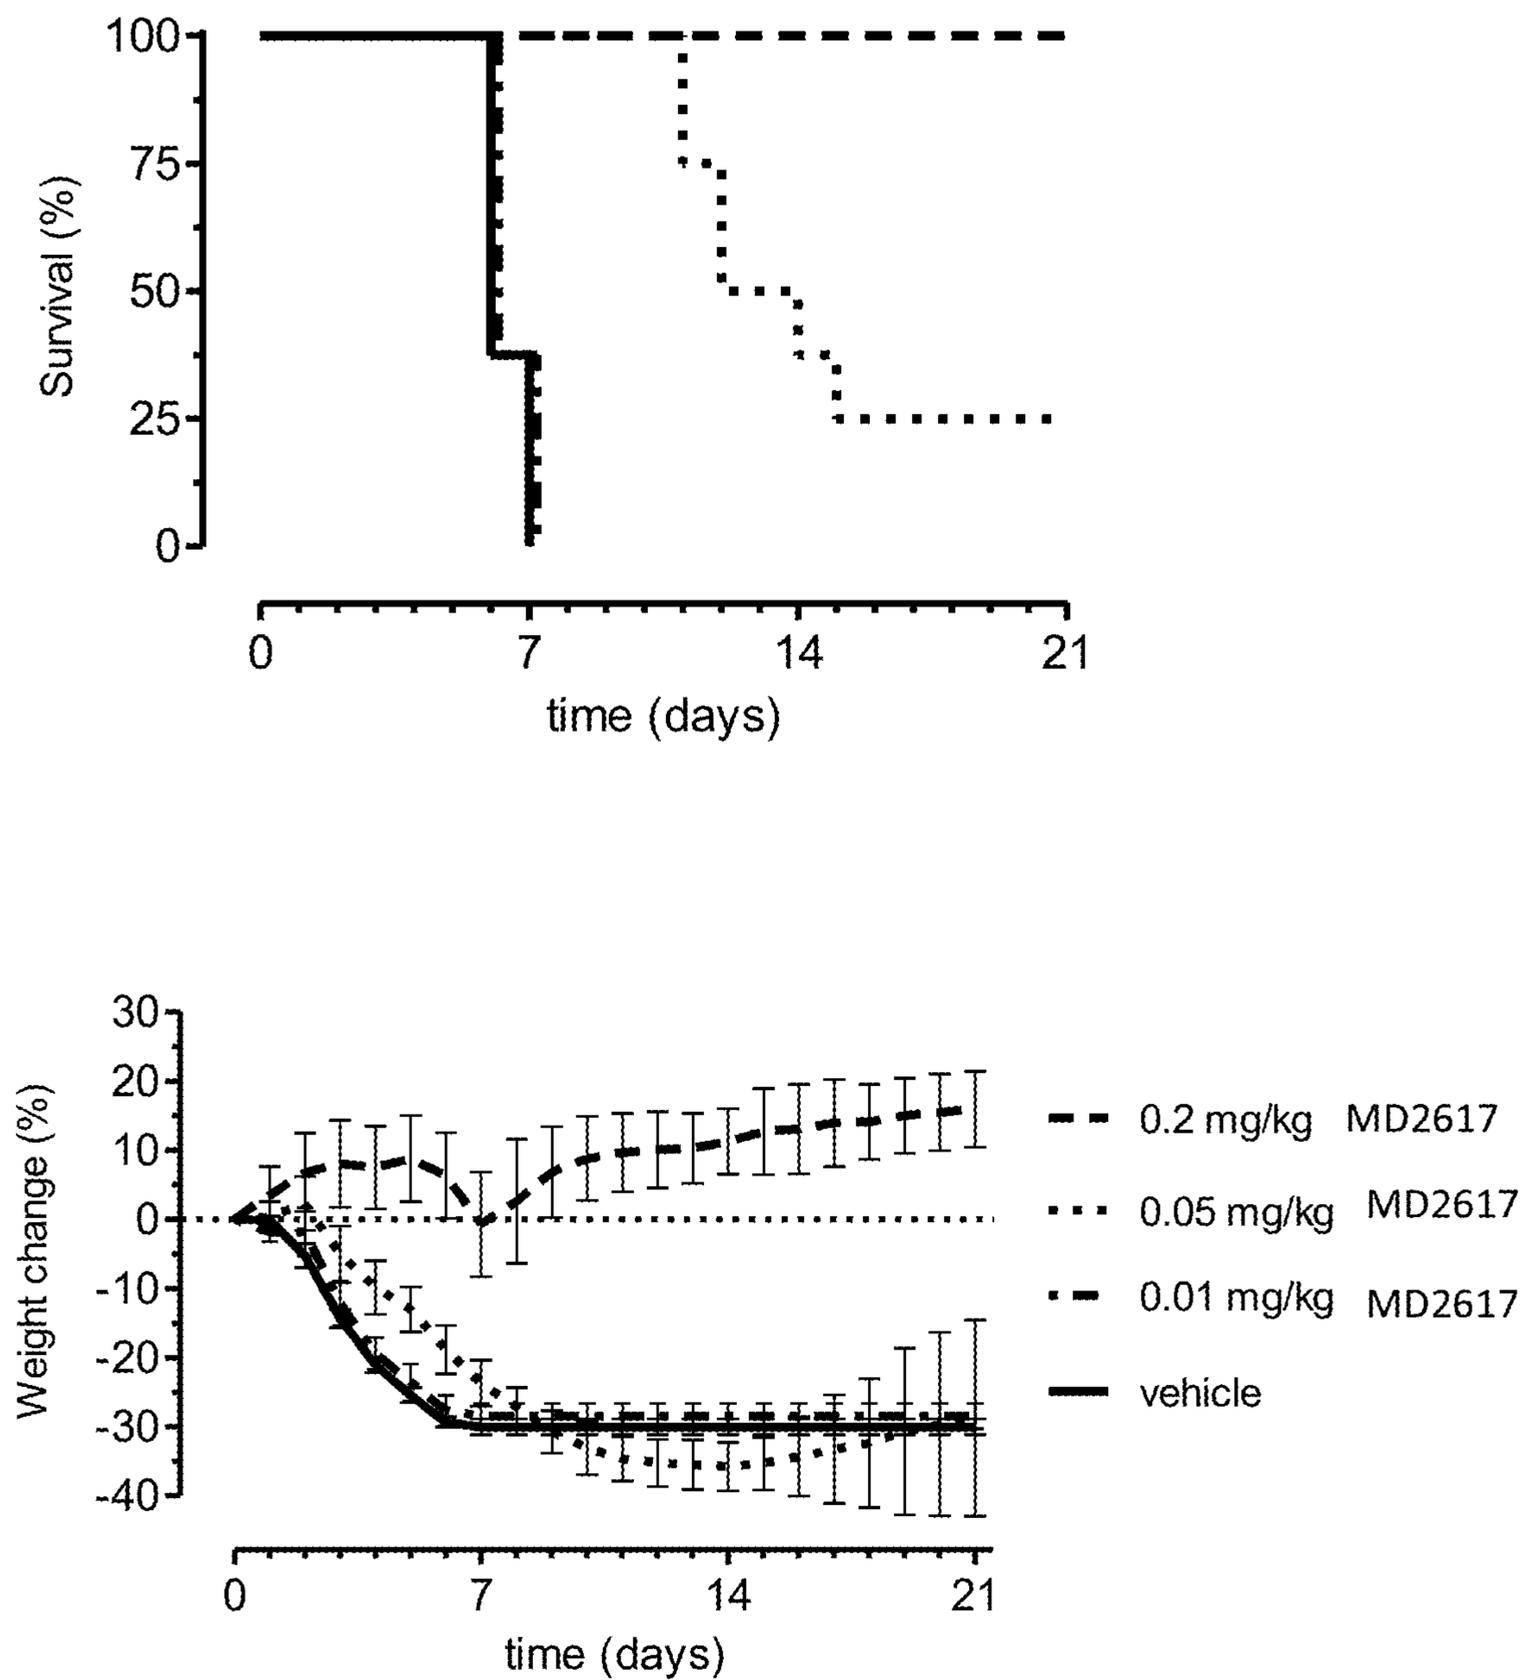 100
75
50
25
0
Survival (%)
0 7 14 21
time (days)
30
20
10
0
-10
-20
-30
-40
Weight change (%)
0.2 mg/kg MD2617
0.05 mg/kg MD2617
0.01 mg/kg MD2617
vehicle
0 7 14 21
time (days)